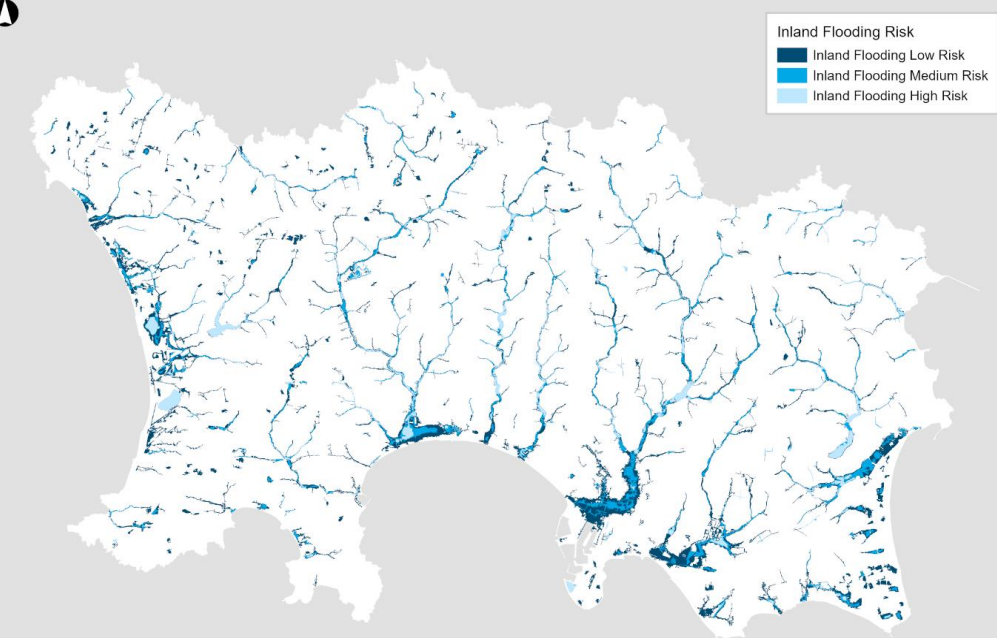 Inland Flooding Risk
Inland Flooding Low Risk
Inland Flooding Medium Risk
Inland Flooding High Risk